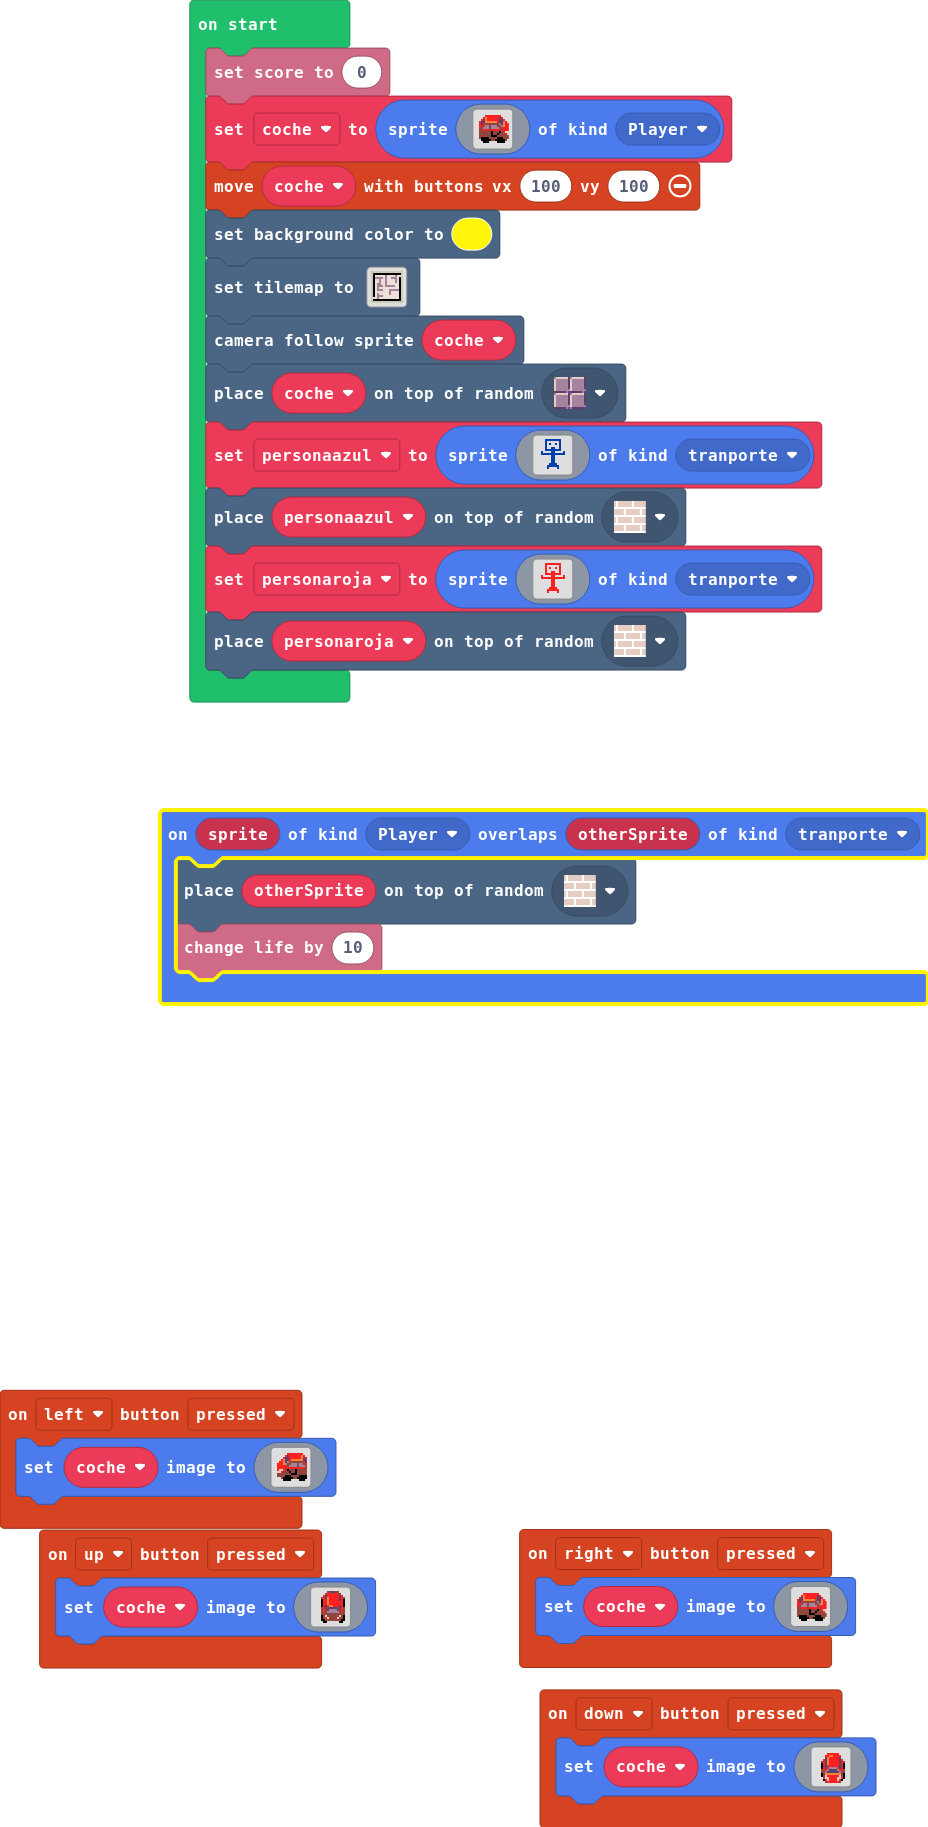 on start
set score to 0
set coche to sprite of kind Player
move coche with buttons vx 100 vy 100
set background color to
set tilemap to
camera follow sprite coche
place coche on top of random
set personaazul to sprite of kind tranporte
place personaazul on top of random
set personaroja to sprite of kind tranporte
place personaroja on top of random
on sprite of kind Player overlaps otherSprite of kind tranporte
place otherSprite on top of random
change life by 10
on left button pressed
set coche image to
on up button pressed
set coche image to
on right button pressed
set coche image to
on down button pressed
set coche image to